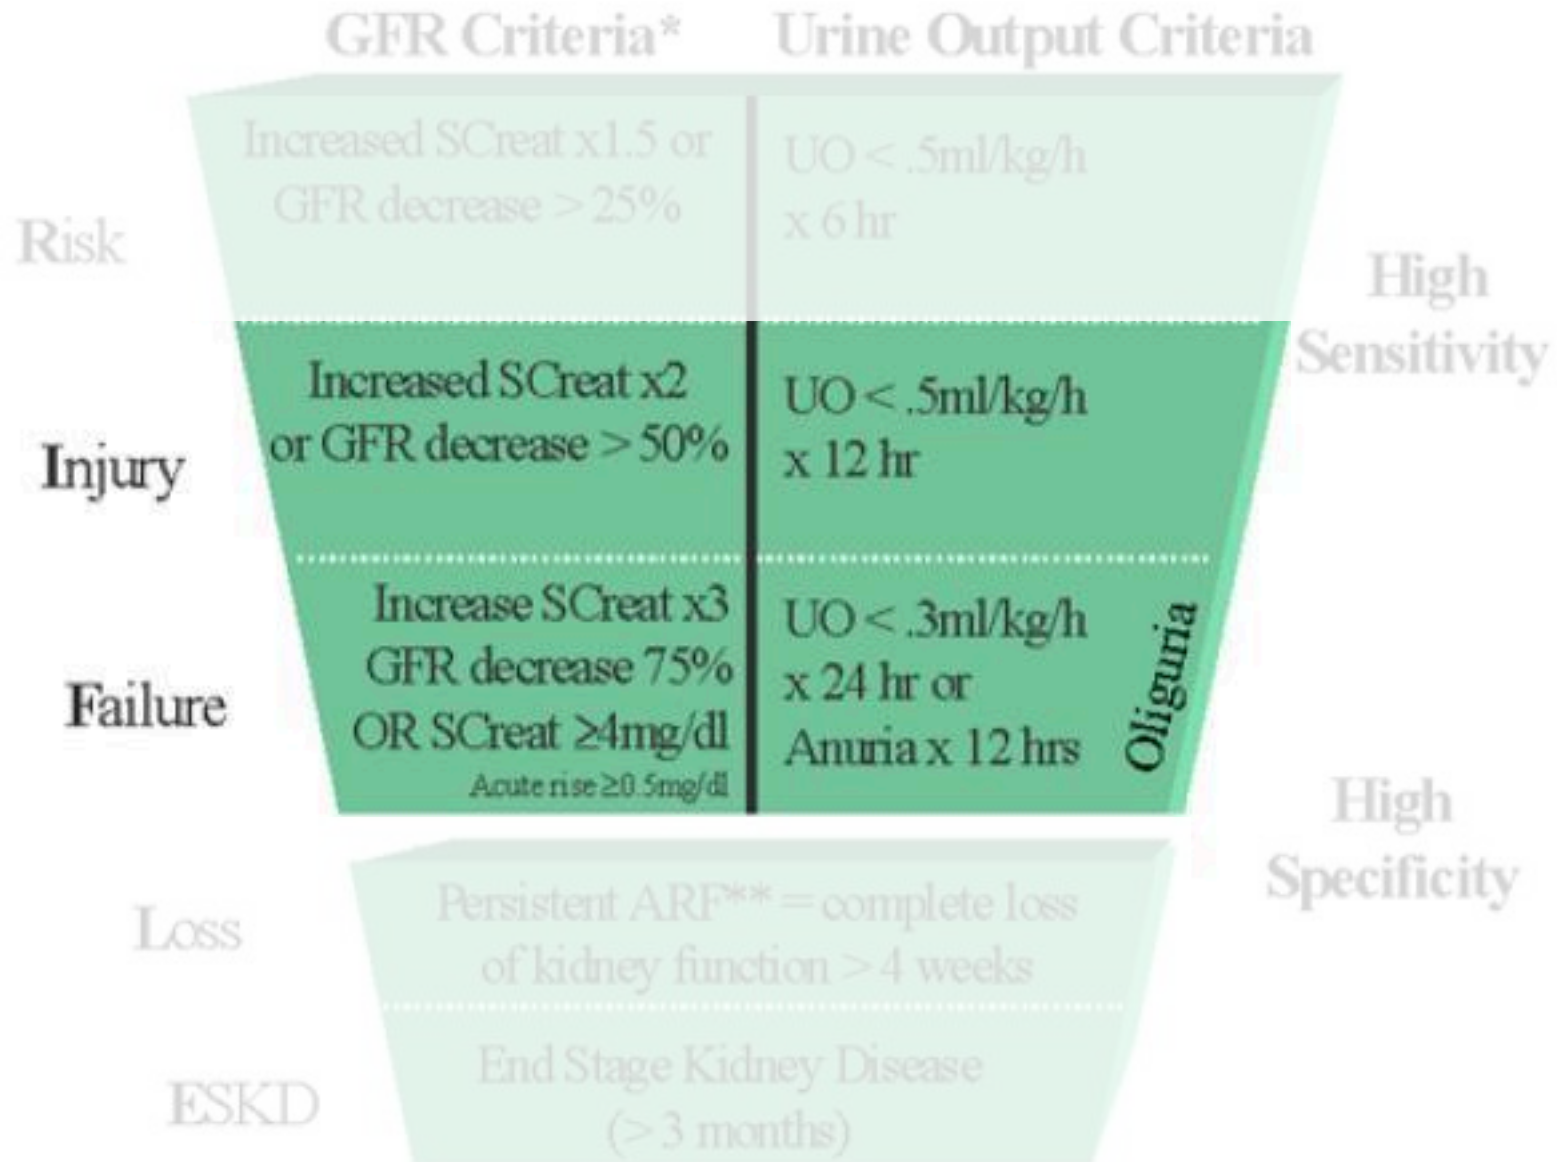 GFR Criteria* Urine Output Criteria
Risk
Increased SCreat x1.5 or
GFR decrease > 25%
UO < .5ml/kg/h
x 6 hr
High
Sensitivity
Injury
Increased SCreat x2
or GFR decrease > 50%
UO < .5ml/kg/h
x 12 hr
Failure
Increase SCreat x3
GFR decrease 75%
OR SCreat ≥4mg/dl
Acute rise ≥0.5mg/dl
UO < .3ml/kg/h
x 24 hr or
Anuria x 12 hrs
Oliguria
High
Specificity
Loss
Persistent ARF** = complete loss
of kidney function > 4 weeks
ESKD
End Stage Kidney Disease
(> 3 months)